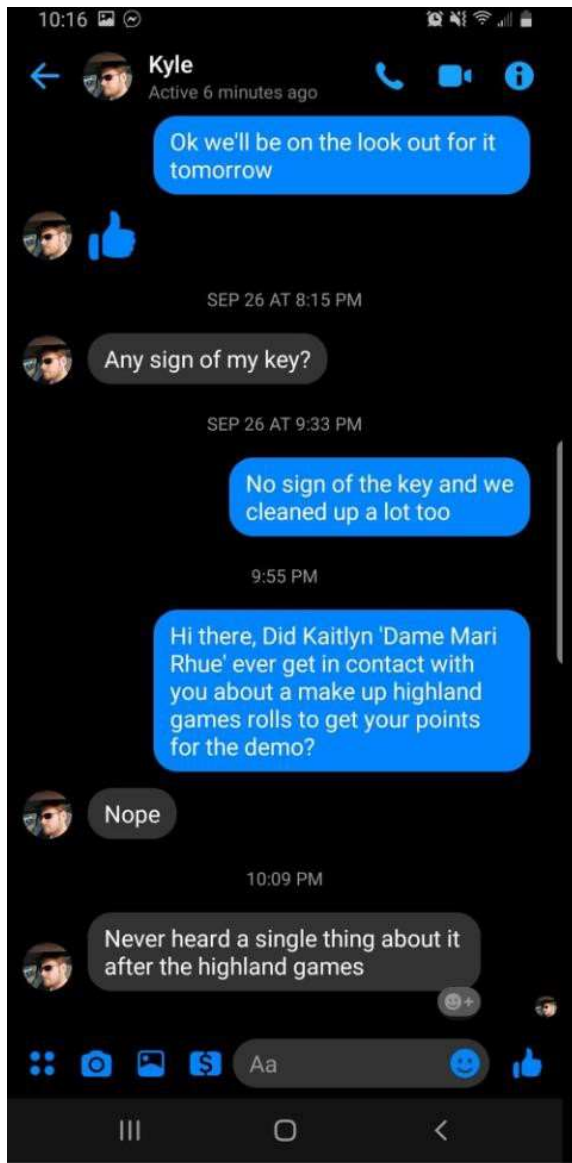 10:16
Kyle
Active 6 minutes ago
Ok we'll be on the look out for it
tomorrow
SEP 26 AT 8:15 PM
Any sign of my key?
SEP 26 AT 9:33 PM
No sign of the key and we
cleaned up a lot too
9:55 PM
Hi there, Did Kaitlyn 'Dame Mari
Rhue' ever get in contact with
you about a make up highland
games rolls to get your points
for the demo?
Nope
10:09 PM
Never heard a single thing about it
after the highland games
Aa